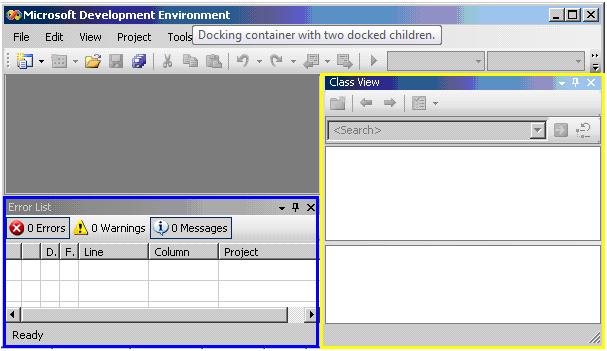 Microsoft Development Environment
File Edit View Project Tools
Docking container with two docked children.
Class View
<Search>
Error List
0 Errors 0 Warnings 0 Messages
D. F. Line Column Project
Ready